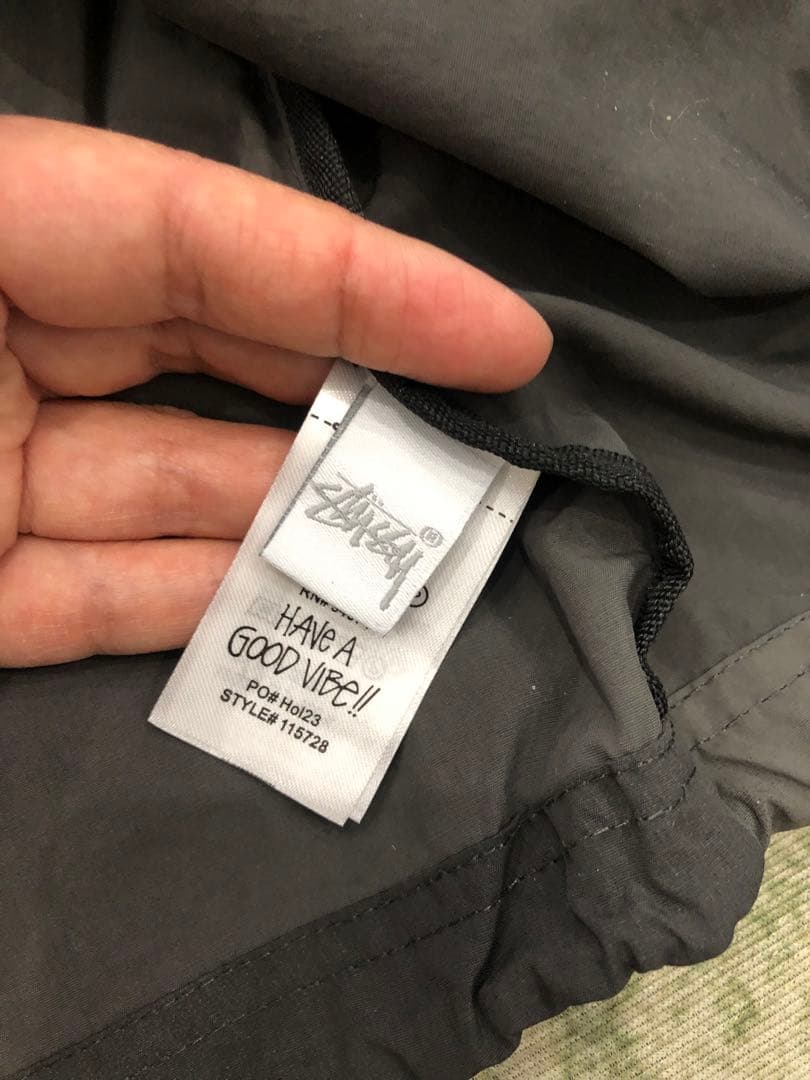 STÜSSY
HAVE A
GOOD VIBE!!
PO# Hol23
STYLE# 115728